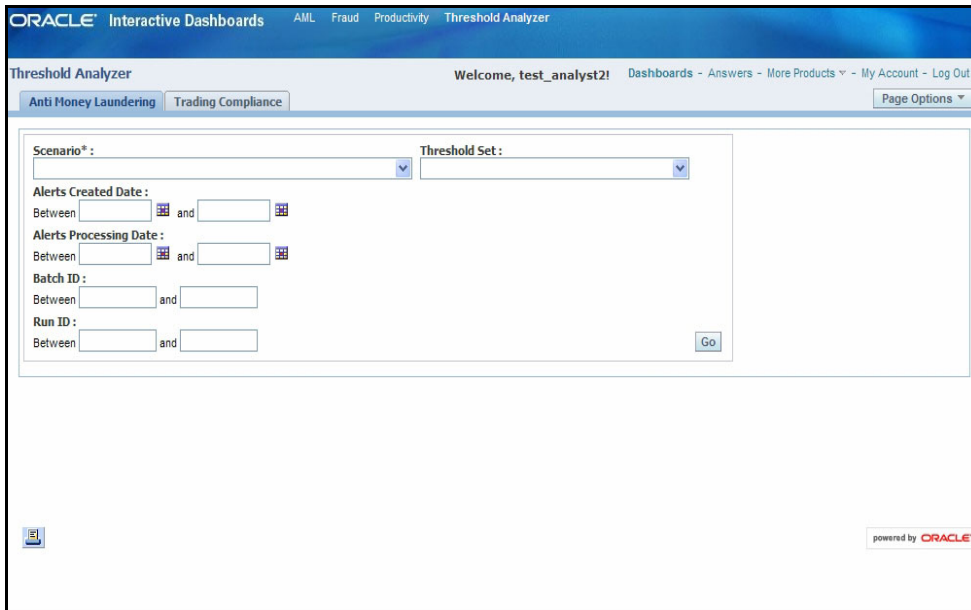 ORACLE® Interactive Dashboards AML Fraud Productivity Threshold Analyzer
Threshold Analyzer Welcome, test_analyst2! Dashboards - Answers - More Products - My Account - Log Out
Anti Money Laundering Trading Compliance Page Options
Scenario* : Threshold Set :
Alerts Created Date :
Between and
Alerts Processing Date :
Between and
Batch ID :
Between and
Run ID :
Between and Go
powered by ORACLE